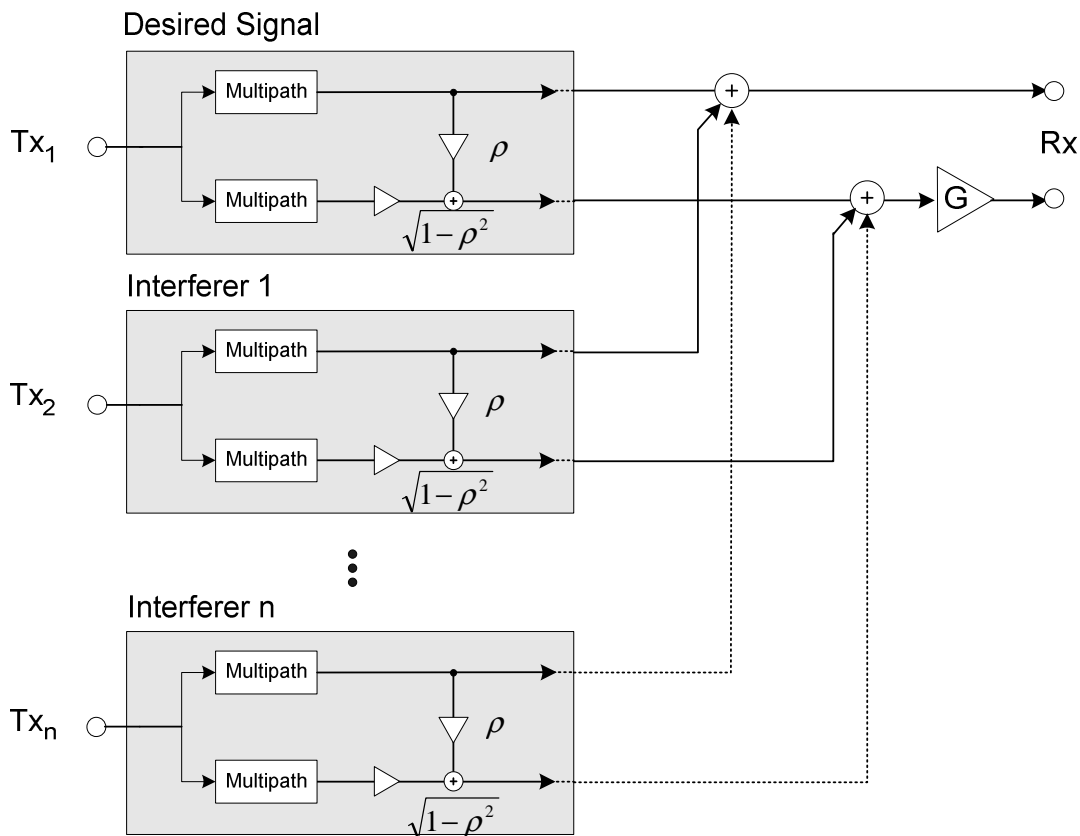 Desired Signal
Tx₁
Multipath
ρ
Multipath
+
√(1−ρ²)
+
+
G
Rx
Interferer 1
Tx₂
Multipath
ρ
Multipath
+
√(1−ρ²)
Interferer n
Txₙ
Multipath
ρ
Multipath
+
√(1−ρ²)